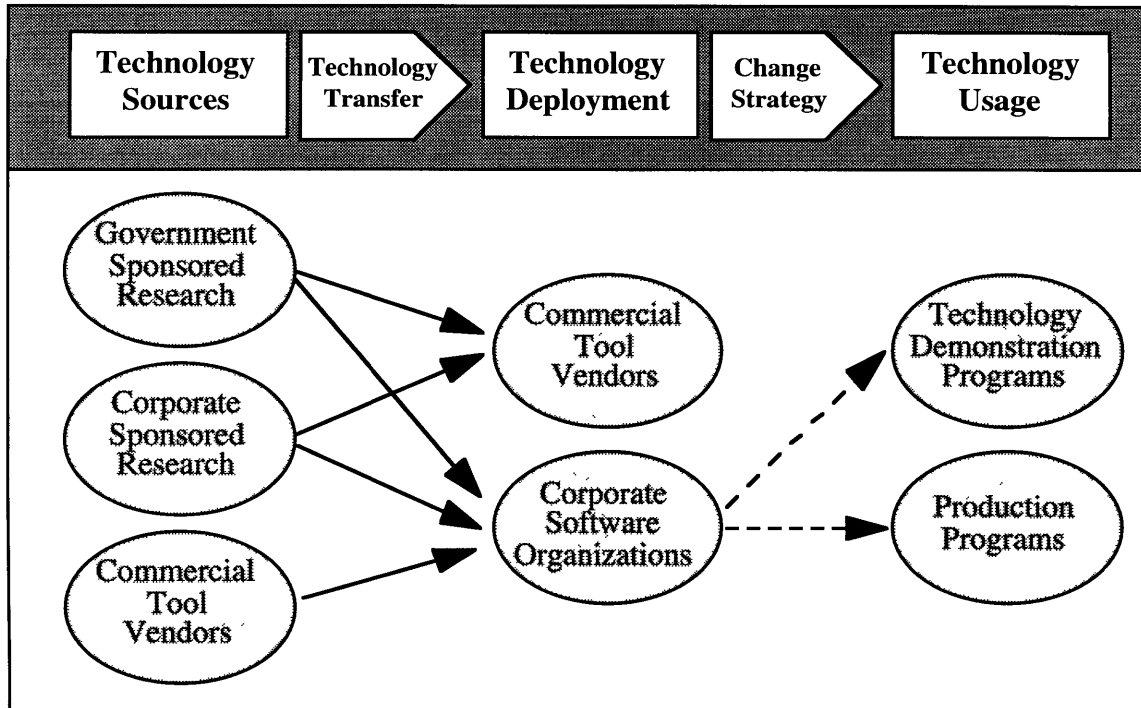 Technology
Sources
Technology
Transfer
Technology
Deployment
Change
Strategy
Technology
Usage
Government
Sponsored
Research
Corporate
Sponsored
Research
Commercial
Tool
Vendors
Commercial
Tool
Vendors
Corporate
Software
Organizations
Technology
Demonstration
Programs
Production
Programs